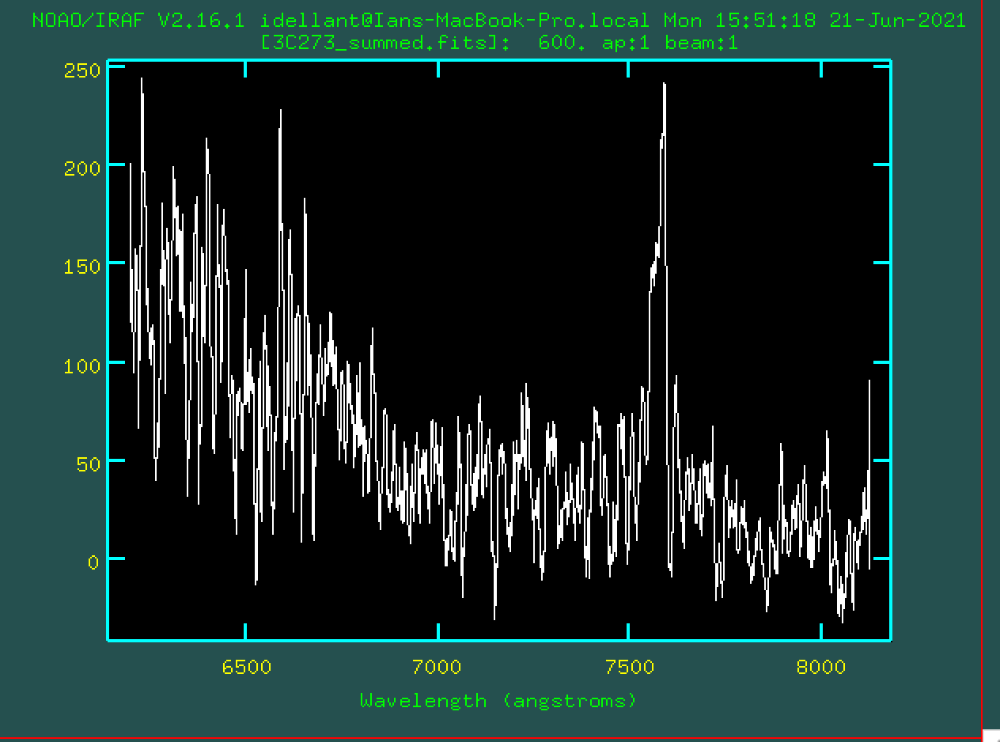 NOAO/IRAF V2.16.1 idellant@Ians-MacBook-Pro.local Mon 15:51:18 21-Jun-2021
[3C273_summed.fits]: 600. ap:1 beam:1
250
200
150
100
50
0
6500 7000 7500 8000
Wavelength (angstroms)